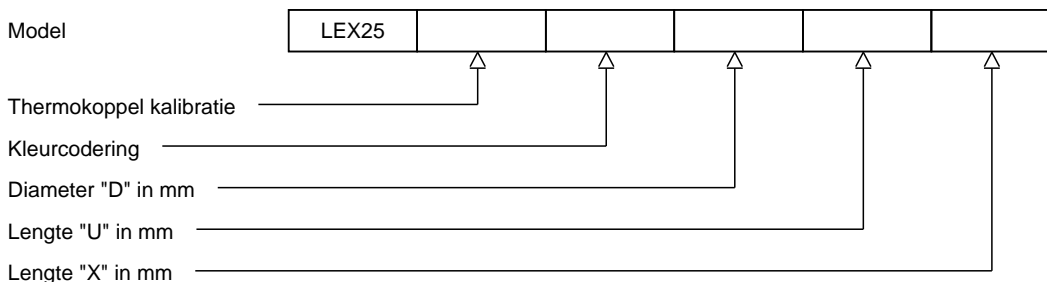 Model LEX25
Thermokoppel kalibratie
Kleurcodering
Diameter "D" in mm
Lengte "U" in mm
Lengte "X" in mm